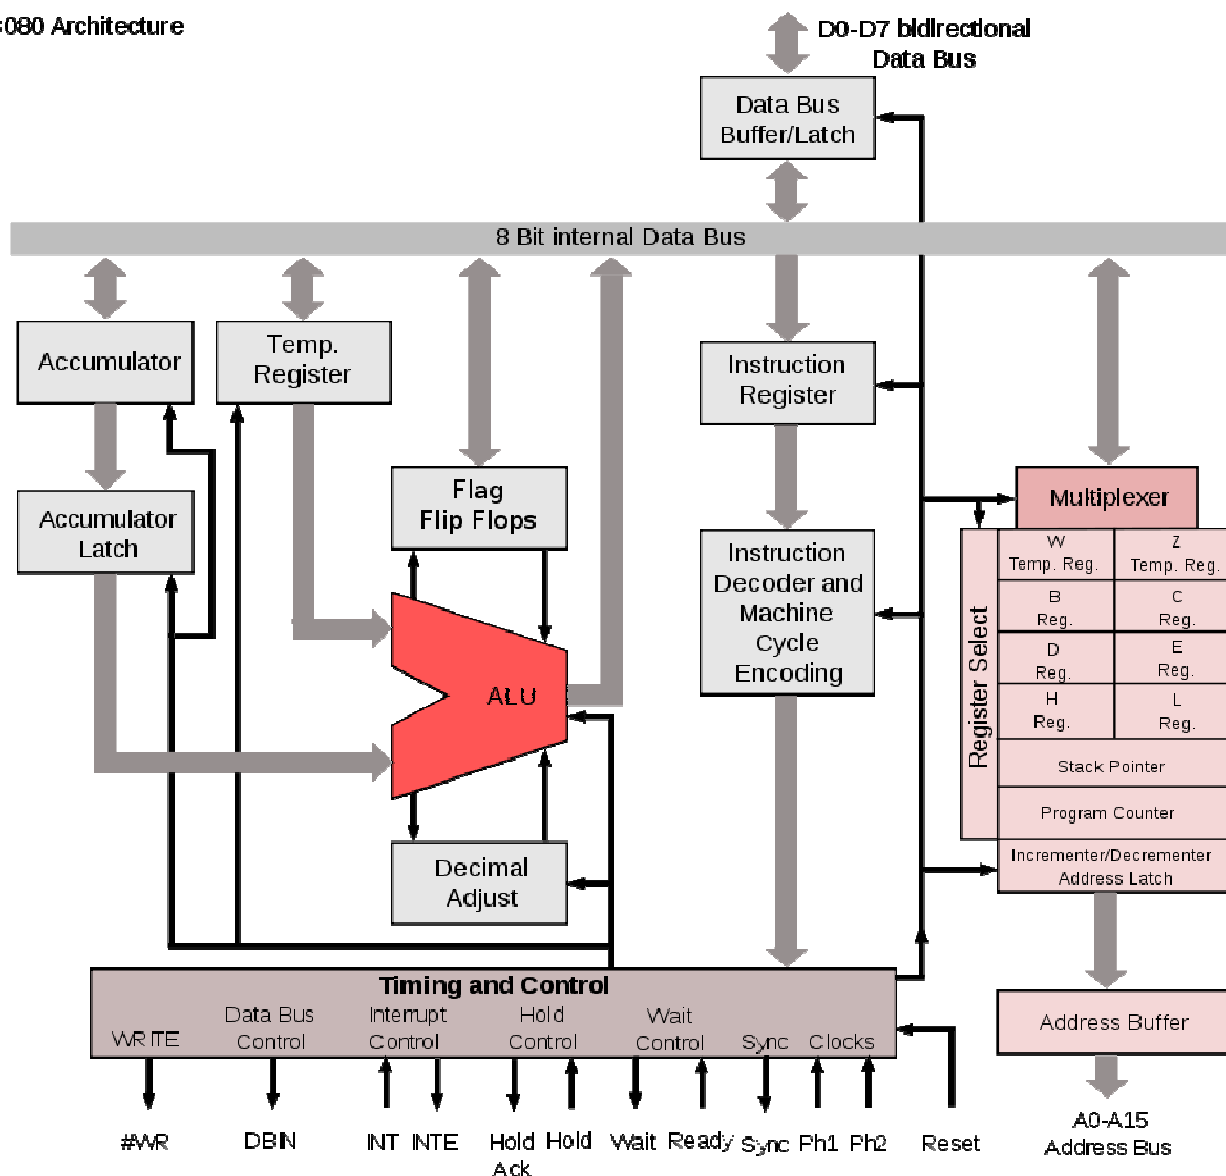 8080 Architecture
D0-D7 bidirectional
Data Bus
Data Bus
Buffer/Latch
8 Bit internal Data Bus
Accumulator
Temp.
Register
Instruction
Register
Flag
Flip Flops
Multiplexer
Accumulator
Latch
Instruction
Decoder and
Machine
Cycle
Encoding
Register Select
W
Temp. Reg.
Z
Temp. Reg.
B
Reg.
C
Reg.
D
Reg.
E
Reg.
H
Reg.
L
Reg.
Stack Pointer
Program Counter
Incrementer/Decrementer
Address Latch
ALU
Decimal
Adjust
Timing and Control
WRITE
Data Bus
Control
Interrupt
Control
Hold
Control
Wait
Control
Sync
Clocks
Address Buffer
#WR
DBIN
INT
INTE
Hold
Ack
Hold
Wait
Ready
Sync
Ph1
Ph2
Reset
A0-A15
Address Bus